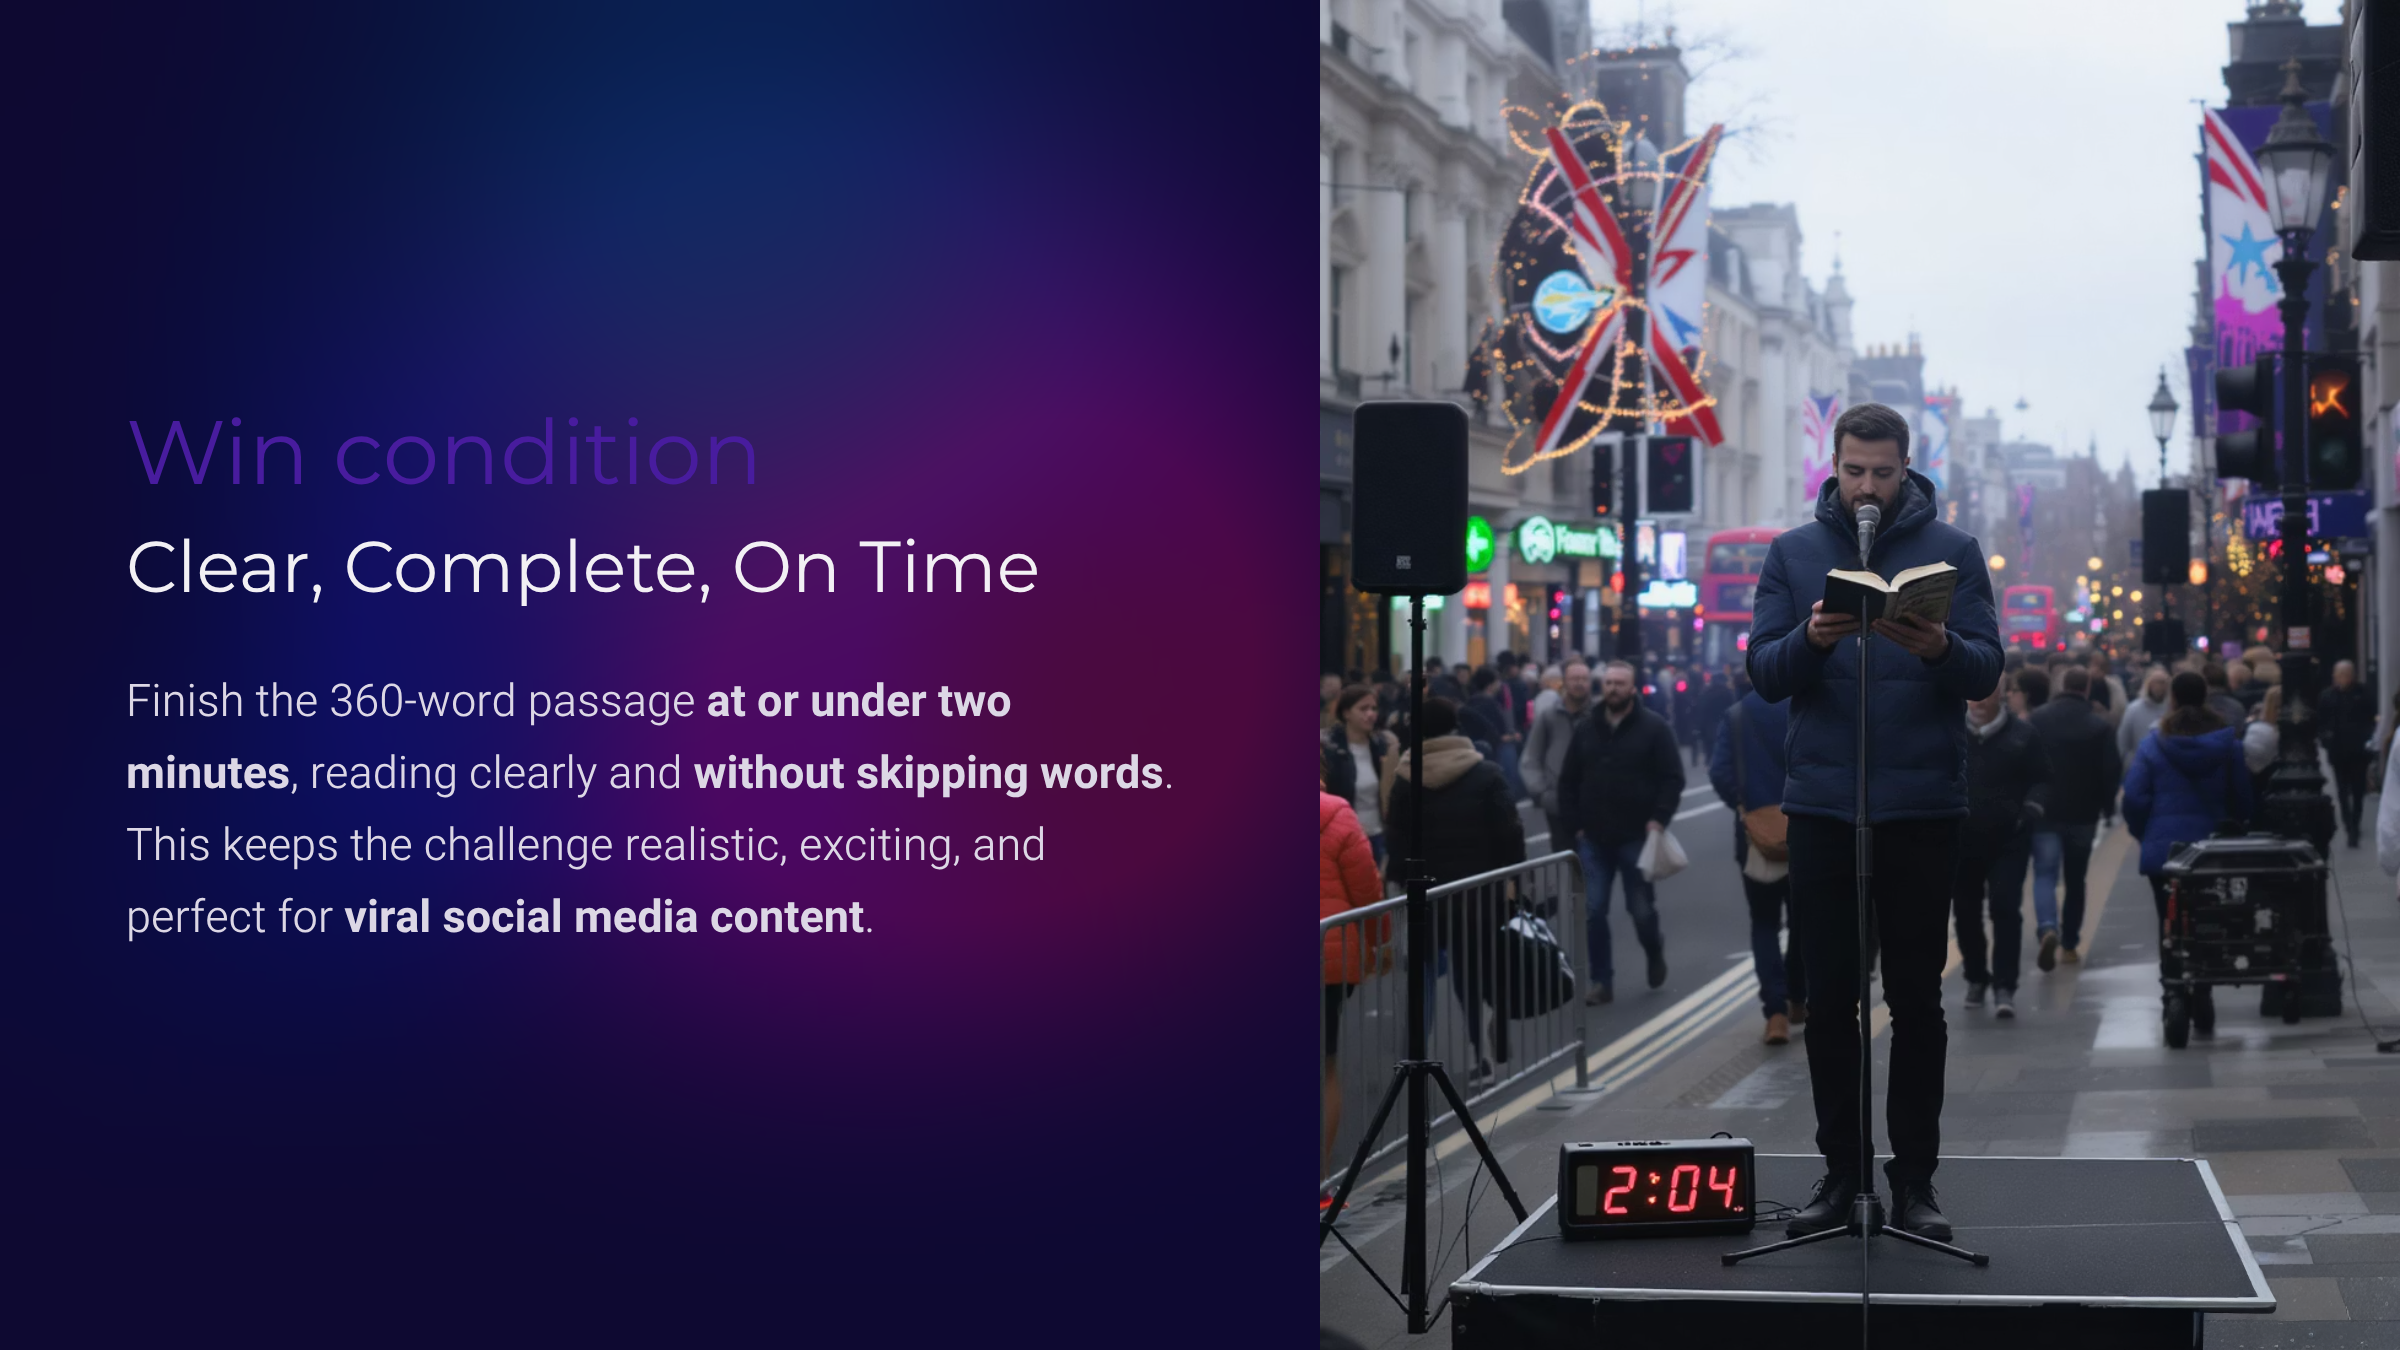 Win condition
Clear, Complete, On Time
Finish the 360-word passage at or under two
minutes, reading clearly and without skipping words.
This keeps the challenge realistic, exciting, and
perfect for viral social media content.
2:04